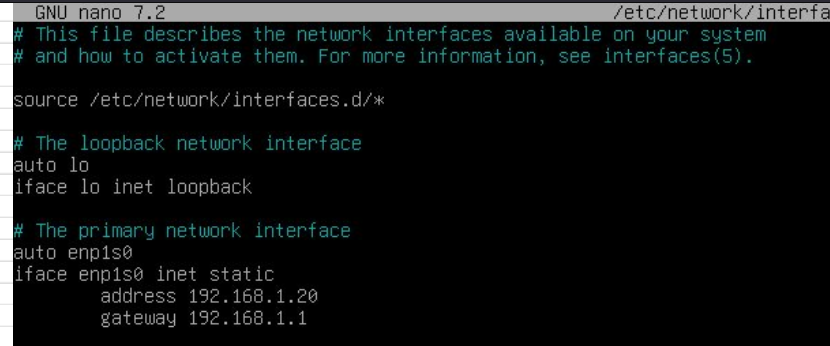 GNU nano 7.2 /etc/network/interfa
# This file describes the network interfaces available on your system
# and how to activate them. For more information, see interfaces(5).
source /etc/network/interfaces.d/*
# The loopback network interface
auto lo
iface lo inet loopback
# The primary network interface
auto enp1s0
iface enp1s0 inet static
address 192.168.1.20
gateway 192.168.1.1